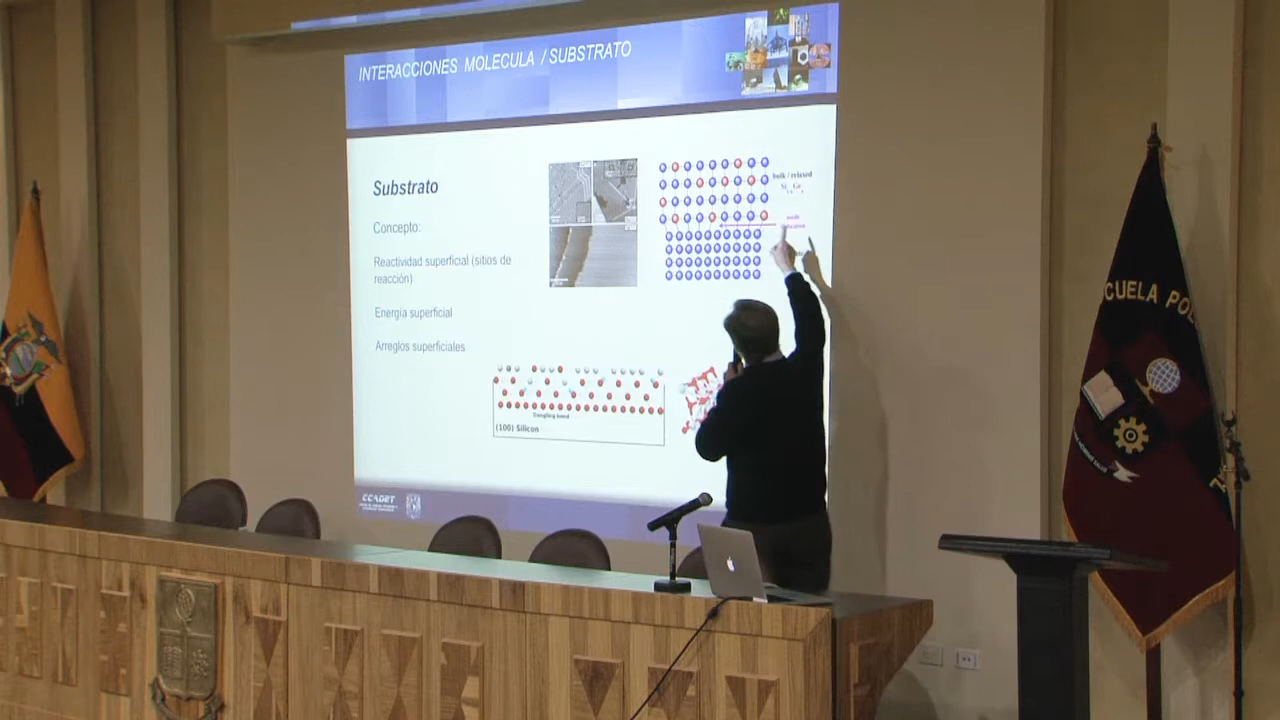 INTERACCIONES MOLECULA / SUBSTRATO
Substrato
Concepto:
Reactividad superficial (sitios de
reacción)
Energía superficial
Arreglos superficiales
bulk / relaxed
Dangling bond
(100) Silicon
CCADET
CUELA POL